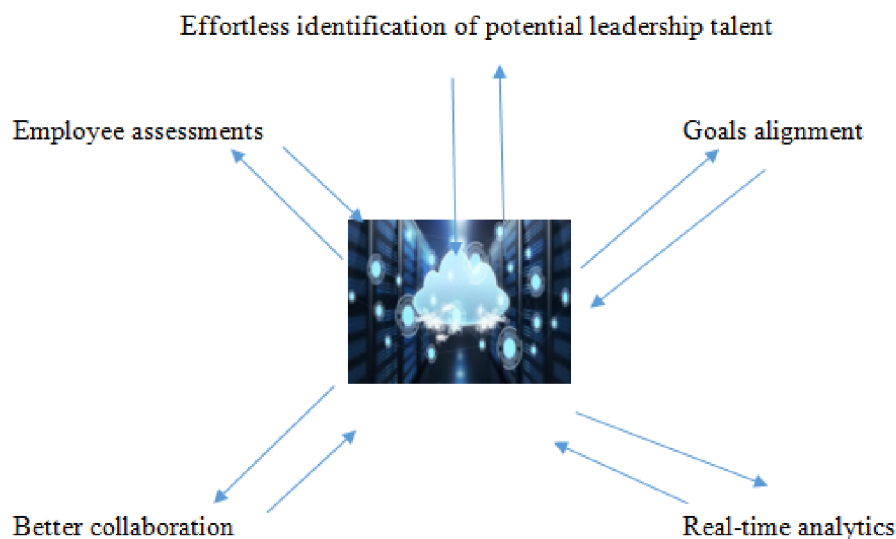 Effortless identification of potential leadership talent
Employee assessments
Goals alignment
Better collaboration
Real-time analytics